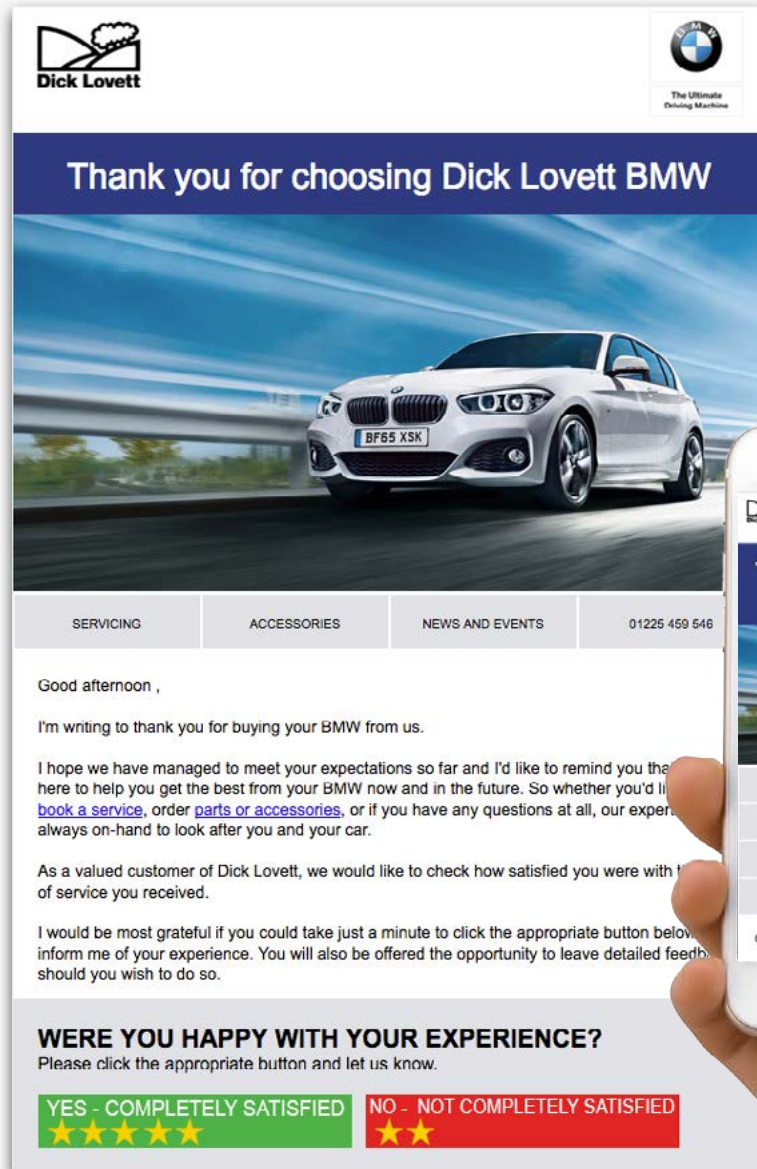 Dick Lovett
BMW
The Ultimate
Driving Machine
Thank you for choosing Dick Lovett BMW
BF65 XSK
SERVICING
ACCESSORIES
NEWS AND EVENTS
01225 459 546
Good afternoon ,
I'm writing to thank you for buying your BMW from us.
I hope we have managed to meet your expectations so far and I'd like to remind you
here to help you get the best from your BMW now and in the future. So whether you'd
book a service, order parts or accessories, or if you have any questions at all, our
always on-hand to look after you and your car.
As a valued customer of Dick Lovett, we would like to check how satisfied you were with
of service you received.
I would be most grateful if you could take just a minute to click the appropriate button
inform me of your experience. You will also be offered the opportunity to leave detailed
should you wish to do so.
WERE YOU HAPPY WITH YOUR EXPERIENCE?
Please click the appropriate button and let us know.
YES - COMPLETELY SATISFIED
NO - NOT COMPLETELY SATISFIED